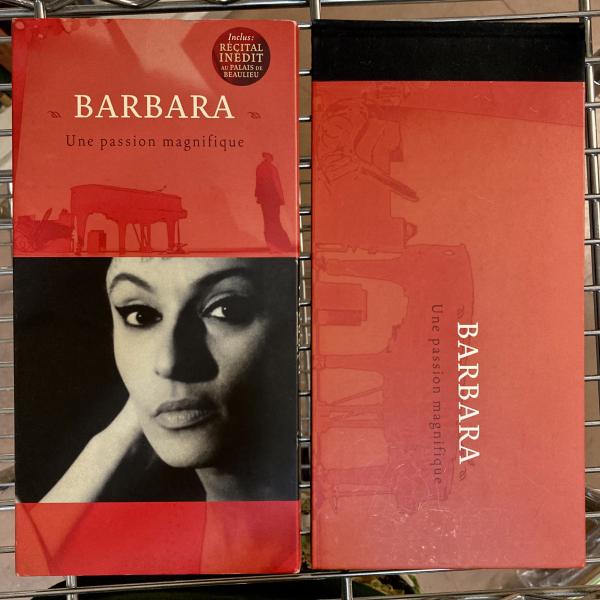 Inclus:
RÉCITAL
INÉDIT
AU PALAIS DE
BEAULIEU
BARBARA
Une passion magnifique
BARBARA
Une passion magnifique